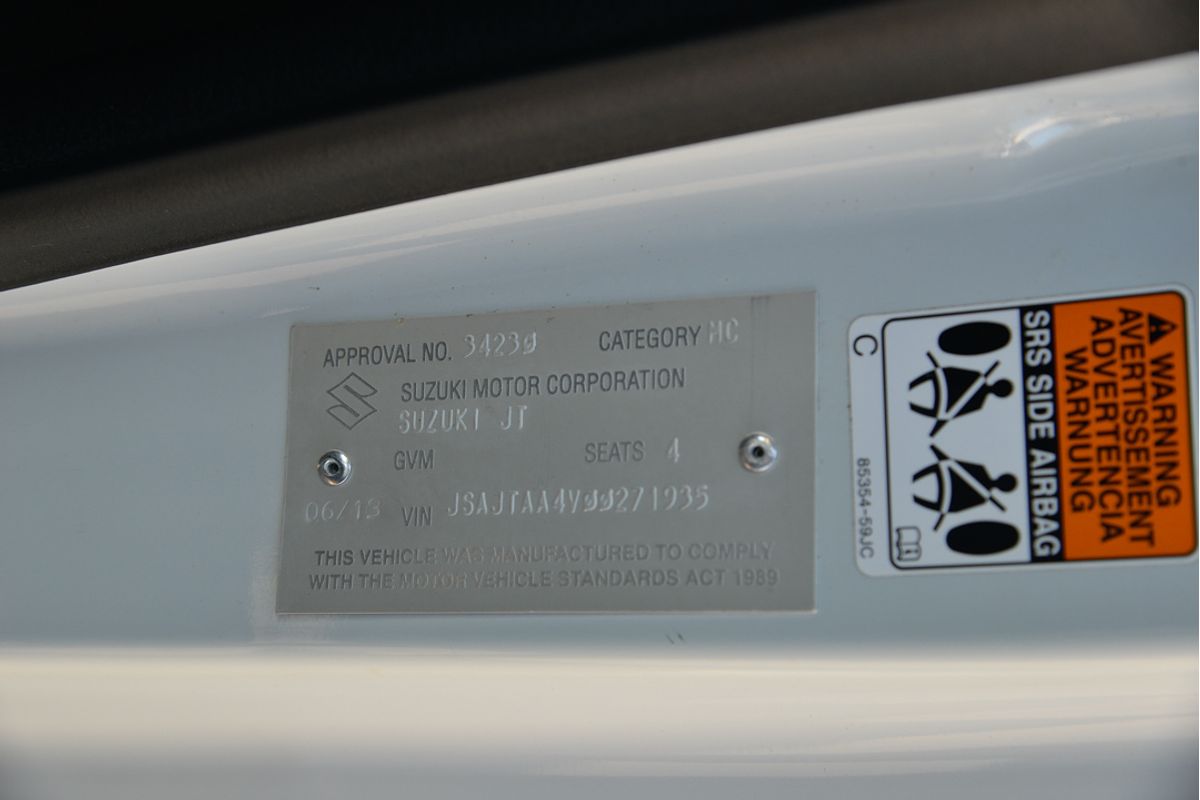 APPROVAL NO. 34230 CATEGORY MC
SUZUKI MOTOR CORPORATION
SUZUKI JT
GVM SEATS 4
06/13 VIN JSAJTAA4V00271935
THIS VEHICLE WAS MANUFACTURED TO COMPLY
WITH THE MOTOR VEHICLE STANDARDS ACT 1989
WARNING
AVERTISSEMENT
ADVERTENCIA
WARNUNG
SRS SIDE AIRBAG
C
85354-59JC